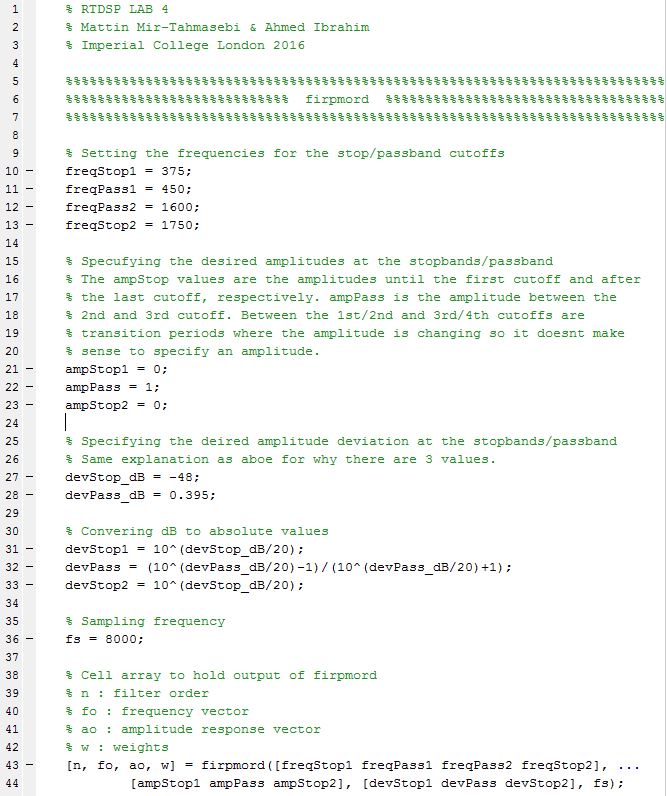 1 % RTDSP LAB 4
2 % Mattin Mir-Tahmasebi & Ahmed Ibrahim
3 % Imperial College London 2016
4
5 %%%%%%%%%%%%%%%%%%%%%%%%%%%%%%%%%%%%%%%%%%%%%%%%%%%%%%%%%%%%%%%%%%%%%%%%%%%
6 %%%%%%%%%%%%%%%%%%%%%%%%%%%% firpmord %%%%%%%%%%%%%%%%%%%%%%%%%%%%%%%%%%%
7 %%%%%%%%%%%%%%%%%%%%%%%%%%%%%%%%%%%%%%%%%%%%%%%%%%%%%%%%%%%%%%%%%%%%%%%%%%%
8
9 % Setting the frequencies for the stop/passband cutoffs
10 – freqStop1 = 375;
11 – freqPass1 = 450;
12 – freqPass2 = 1600;
13 – freqStop2 = 1750;
14
15 % Specufying the desired amplitudes at the stopbands/passband
16 % The ampStop values are the amplitudes until the first cutoff and after
17 % the last cutoff, respectively. ampPass is the amplitude between the
18 % 2nd and 3rd cutoff. Between the 1st/2nd and 3rd/4th cutoffs are
19 % transition periods where the amplitude is changing so it doesnt make
20 % sense to specify an amplitude.
21 – ampStop1 = 0;
22 – ampPass = 1;
23 – ampStop2 = 0;
24
25 % Specifying the deired amplitude deviation at the stopbands/passband
26 % Same explanation as aboe for why there are 3 values.
27 – devStop_dB = -48;
28 – devPass_dB = 0.395;
29
30 % Convering dB to absolute values
31 – devStop1 = 10^(devStop_dB/20);
32 – devPass = (10^(devPass_dB/20)-1)/(10^(devPass_dB/20)+1);
33 – devStop2 = 10^(devStop_dB/20);
34
35 % Sampling frequency
36 – fs = 8000;
37
38 % Cell array to hold output of firpmord
39 % n : filter order
40 % fo : frequency vector
41 % ao : amplitude response vector
42 % w : weights
43 – [n, fo, ao, w] = firpmord([freqStop1 freqPass1 freqPass2 freqStop2], ...
44 [ampStop1 ampPass ampStop2], [devStop1 devPass devStop2], fs);